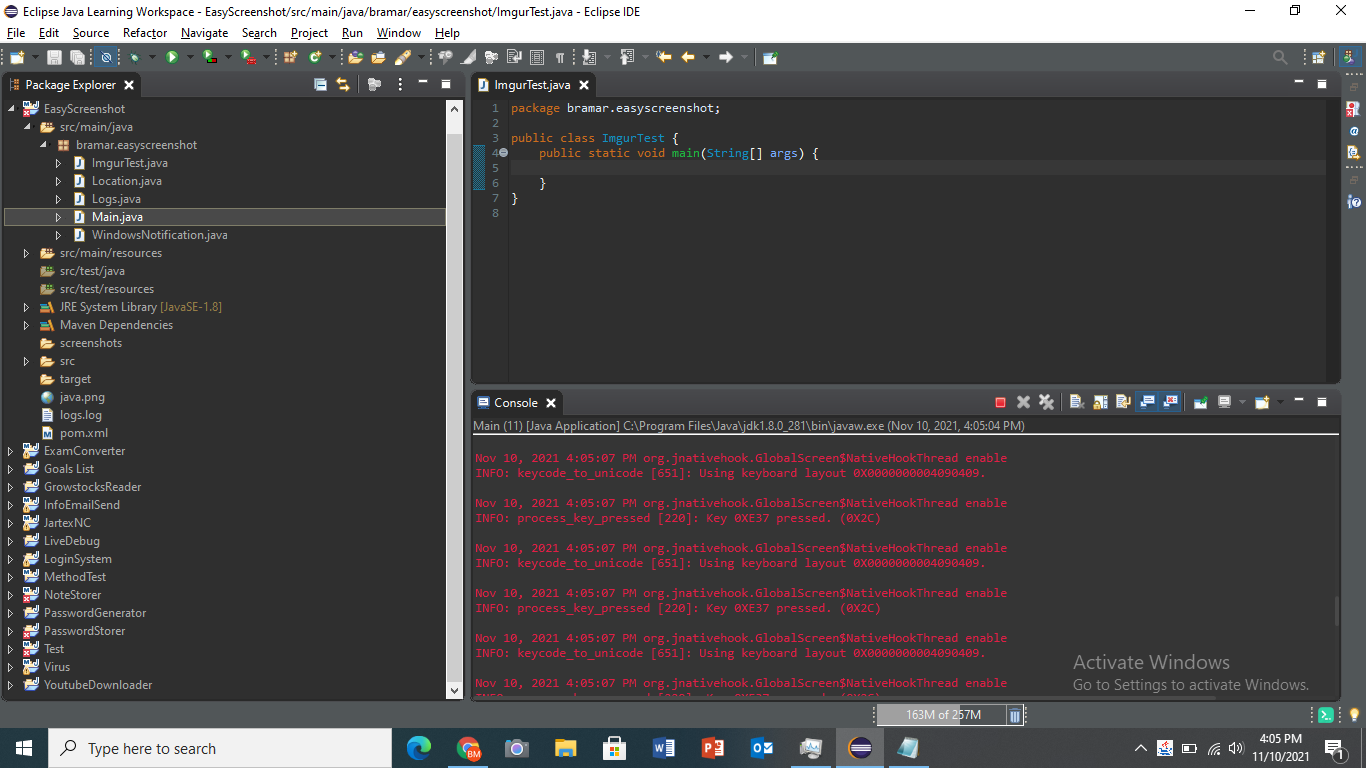 Eclipse Java Learning Workspace - EasyScreenshot/src/main/java/bramar/easyscreenshot/ImgurTest.java - Eclipse IDE
File Edit Source Refactor Navigate Search Project Run Window Help
Package Explorer
EasyScreenshot
src/main/java
bramar.easyscreenshot
ImgurTest.java
Location.java
Logs.java
Main.java
WindowsNotification.java
src/main/resources
src/test/java
src/test/resources
JRE System Library [JavaSE-1.8]
Maven Dependencies
screenshots
src
target
java.png
logs.log
pom.xml
ExamConverter
Goals List
GrowstocksReader
InfoEmailSend
JartexNC
LiveDebug
LoginSystem
MethodTest
NoteStorer
PasswordGenerator
PasswordStorer
Test
Virus
YoutubeDownloader
ImgurTest.java
1 package bramar.easyscreenshot;
2
3 public class ImgurTest {
4 public static void main(String[] args) {
5
6 }
7 }
8
Console
Main (11) [Java Application] C:\Program Files\Java\jdk1.8.0_281\bin\javaw.exe (Nov 10, 2021, 4:05:04 PM)
Nov 10, 2021 4:05:07 PM org.jnativehook.GlobalScreen$NativeHookThread enable
INFO: keycode_to_unicode [651]: Using keyboard layout 0X0000000004090409.
Nov 10, 2021 4:05:07 PM org.jnativehook.GlobalScreen$NativeHookThread enable
INFO: process_key_pressed [220]: Key 0XE37 pressed. (0X2C)
Nov 10, 2021 4:05:07 PM org.jnativehook.GlobalScreen$NativeHookThread enable
INFO: keycode_to_unicode [651]: Using keyboard layout 0X0000000004090409.
Nov 10, 2021 4:05:07 PM org.jnativehook.GlobalScreen$NativeHookThread enable
INFO: process_key_pressed [220]: Key 0XE37 pressed. (0X2C)
Nov 10, 2021 4:05:07 PM org.jnativehook.GlobalScreen$NativeHookThread enable
INFO: keycode_to_unicode [651]: Using keyboard layout 0X0000000004090409.
Nov 10, 2021 4:05:07 PM org.jnativehook.GlobalScreen$NativeHookThread enable
Activate Windows
Go to Settings to activate Windows.
163M of 257M
Type here to search
BM
4:05 PM
11/10/2021
1